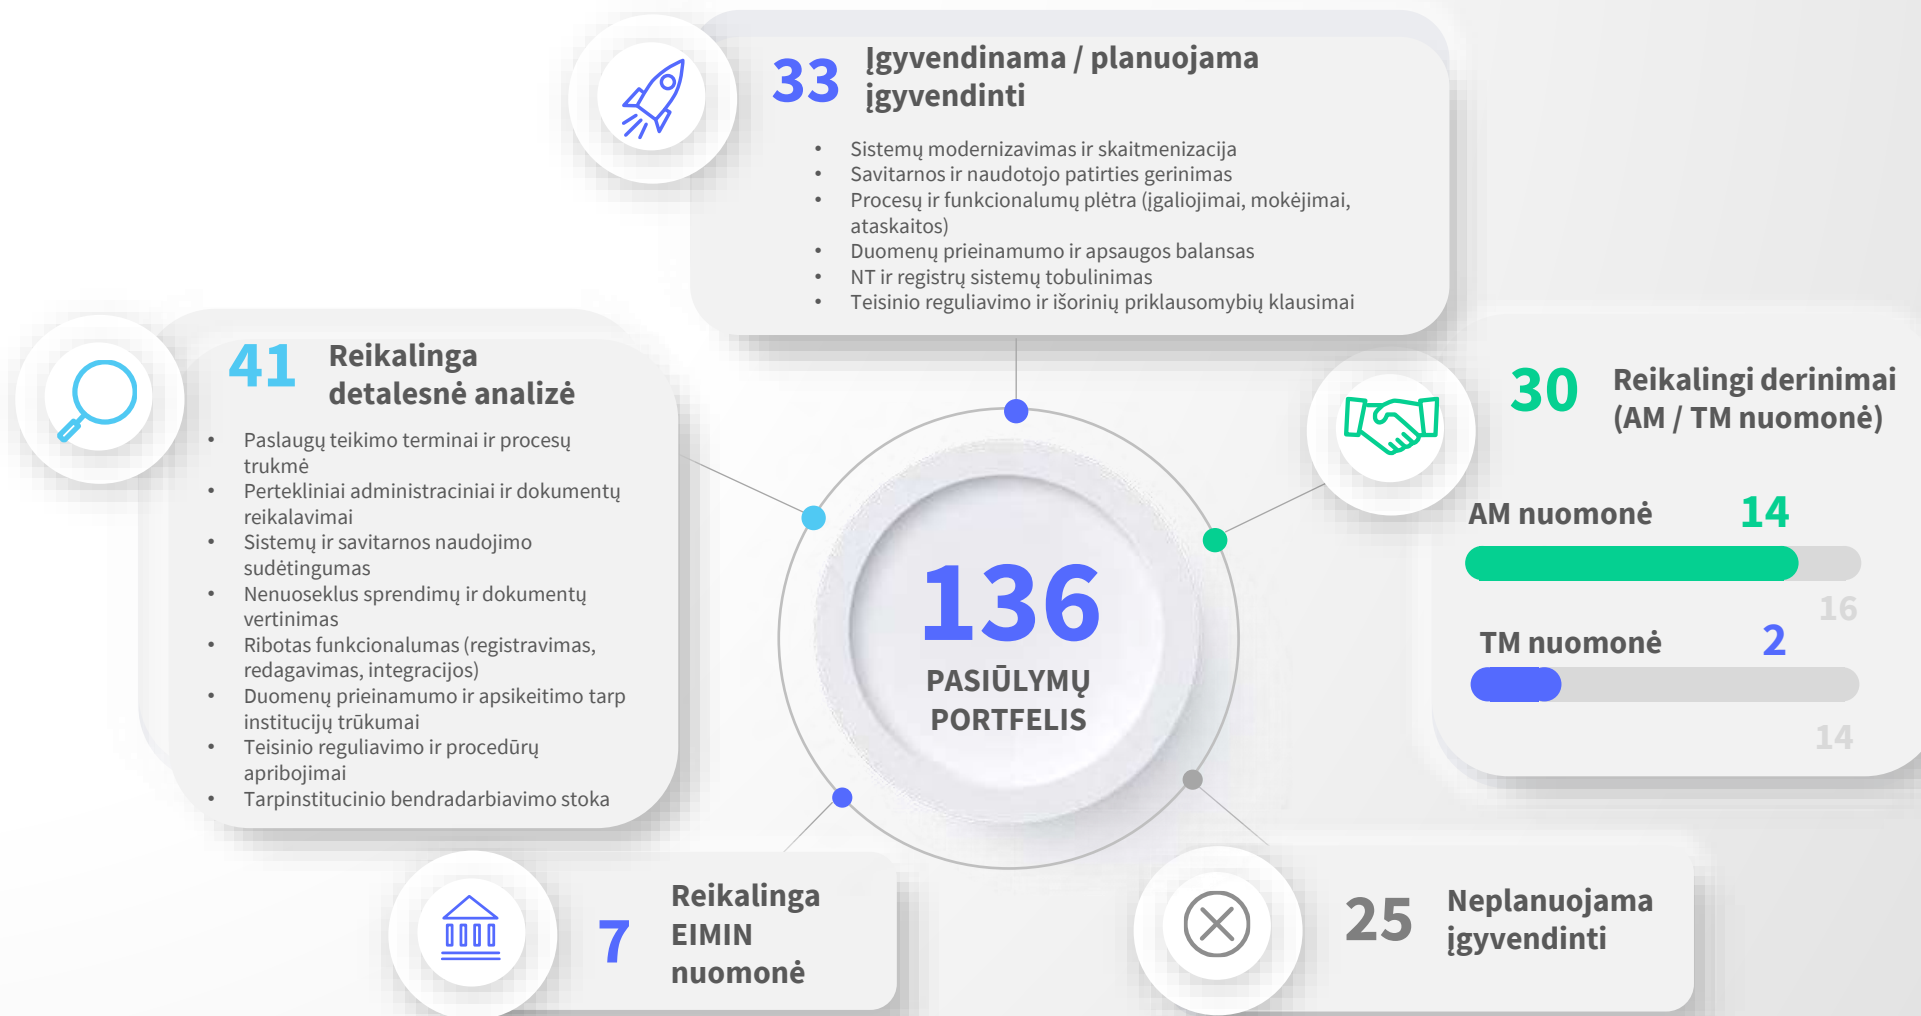 33
Įgyvendinama / planuojama
įgyvendinti
• Sistemų modernizavimas ir skaitmenizacija
• Savitarnos ir naudotojo patirties gerinimas
• Procesų ir funkcionalumų plėtra (įgaliojimai, mokėjimai,
ataskaitos)
• Duomenų prieinamumo ir apsaugos balansas
• NT ir registrų sistemų tobulinimas
• Teisinio reguliavimo ir išorinių priklausomybių klausimai
41
Reikalinga
detalesnė analizė
• Paslaugų teikimo terminai ir procesų
trukmė
• Pertekliniai administraciniai ir dokumentų
reikalavimai
• Sistemų ir savitarnos naudojimo
sudėtingumas
• Nenuoseklus sprendimų ir dokumentų
vertinimas
• Ribotas funkcionalumas (registravimas,
redagavimas, integracijos)
• Duomenų prieinamumo ir apsikeitimo tarp
institucijų trūkumai
• Teisinio reguliavimo ir procedūrų
apribojimai
• Tarpinstitucinio bendradarbiavimo stoka
30
Reikalingi derinimai
(AM / TM nuomonė)
AM nuomonė 14
16
TM nuomonė 2
14
136
PASIŪLYMŲ
PORTFELIS
7
Reikalinga
EIMIN
nuomonė
25
Neplanuojama
įgyvendinti